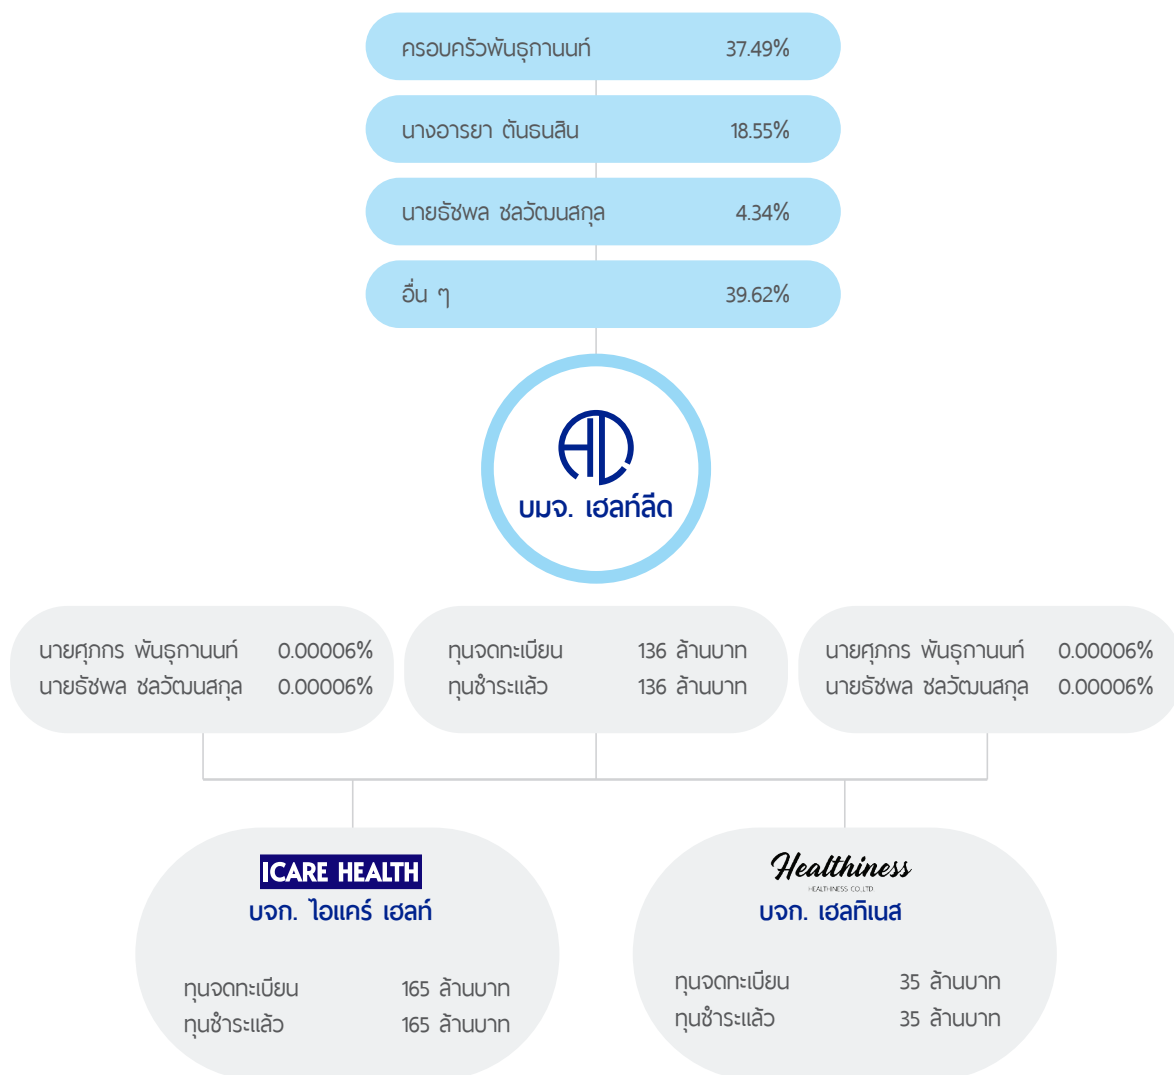 ครอบครัวพันธุกานนท์ 37.49%
นางอารยา ตันธนสิน 18.55%
นายธัชพล ชลวัฒนสกุล 4.34%
อื่น ๆ 39.62%
บมจ. เฮลท์ลีด
นายศุภกร พันธุกานนท์ 0.00006%
นายธัชพล ชลวัฒนสกุล 0.00006%
ทุนจดทะเบียน 136 ล้านบาท
ทุนชำระแล้ว 136 ล้านบาท
นายศุภกร พันธุกานนท์ 0.00006%
นายธัชพล ชลวัฒนสกุล 0.00006%
ICARE HEALTH
บจก. ไอแคร์ เฮลท์
ทุนจดทะเบียน 165 ล้านบาท
ทุนชำระแล้ว 165 ล้านบาท
Healthiness
HEALTHINESS CO.,LTD
บจก. เฮลทิเนส
ทุนจดทะเบียน 35 ล้านบาท
ทุนชำระแล้ว 35 ล้านบาท